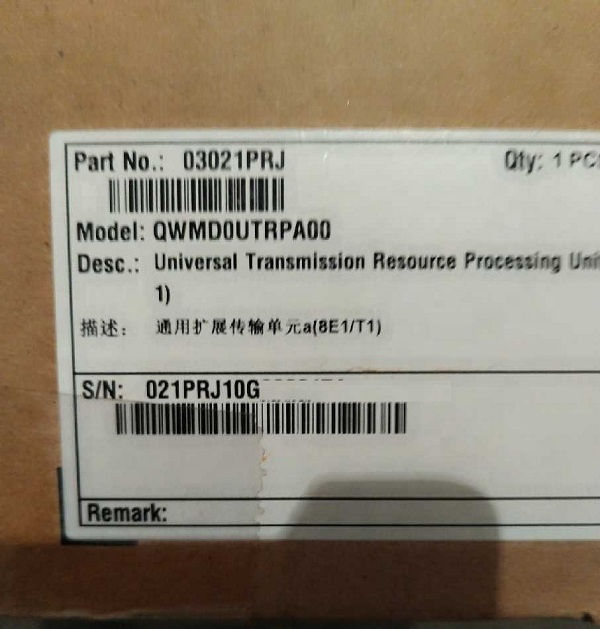 Part No.: 03021PRJ
Qty: 1 PC
Model: QWMD0UTRPA00
Desc.: Universal Transmission Resource Processing Uni
1)
描述: 通用扩展传输单元a(8E1/T1)
S/N: 021PRJ10G
Remark: